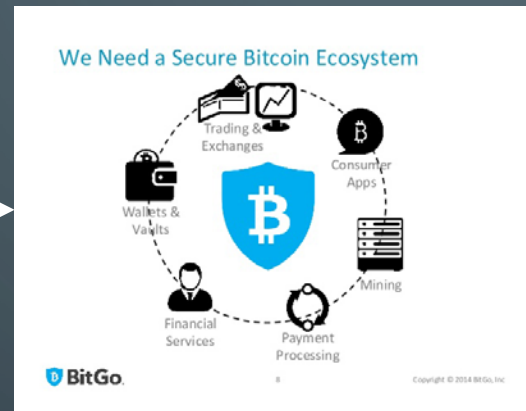 We Need a Secure Bitcoin Ecosystem
Trading &
Exchanges
Consumer
Apps
Wallets &
Vaults
Mining
Financial
Services
Payment
Processing
BitGo.
8
Copyright © 2014 BitGo, Inc